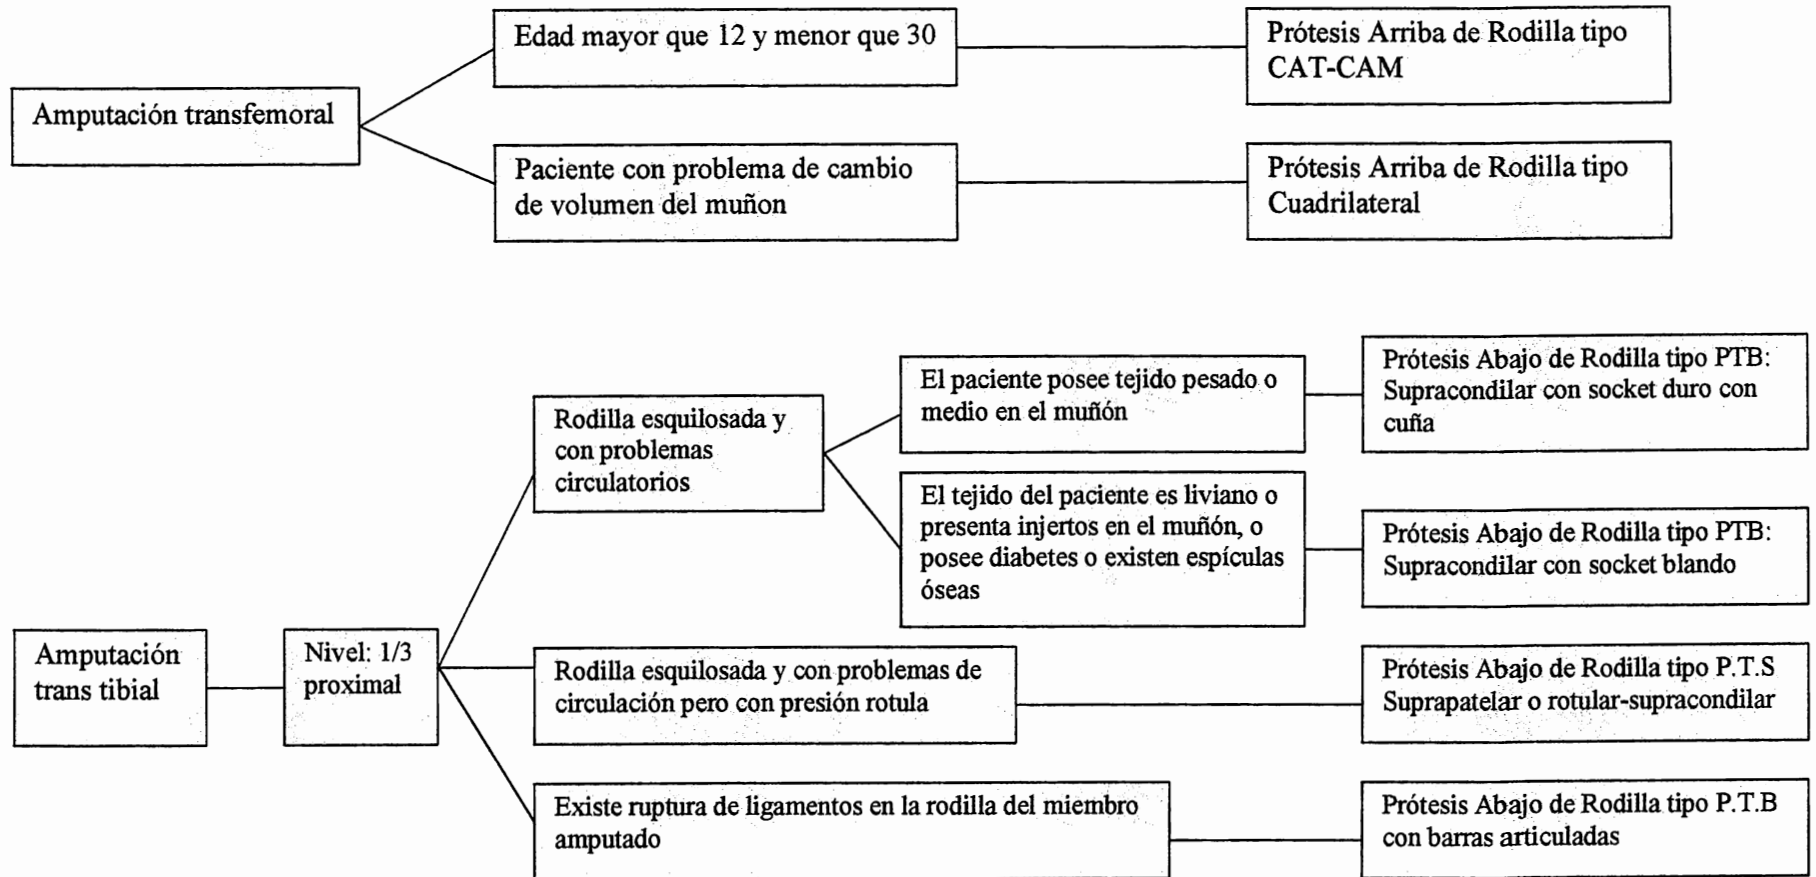 Edad mayor que 12 y menor que 30
Prótesis Arriba de Rodilla tipo
CAT-CAM
Amputación transfemoral
Paciente con problema de cambio
de volumen del muñon
Prótesis Arriba de Rodilla tipo
Cuadrilateral
El paciente posee tejido pesado o
medio en el muñón
Prótesis Abajo de Rodilla tipo PTB:
Supracondilar con socket duro con
cuña
Rodilla esquilosada y
con problemas
circulatorios
El tejido del paciente es liviano o
presenta injertos en el muñón, o
posee diabetes o existen espículas
óseas
Prótesis Abajo de Rodilla tipo PTB:
Supracondilar con socket blando
Amputación
trans tibial
Nivel: 1/3
proximal
Rodilla esquilosada y con problemas de
circulación pero con presión rotula
Prótesis Abajo de Rodilla tipo P.T.S
Suprapatelar o rotular-supracondilar
Existe ruptura de ligamentos en la rodilla del miembro
amputado
Prótesis Abajo de Rodilla tipo P.T.B
con barras articuladas